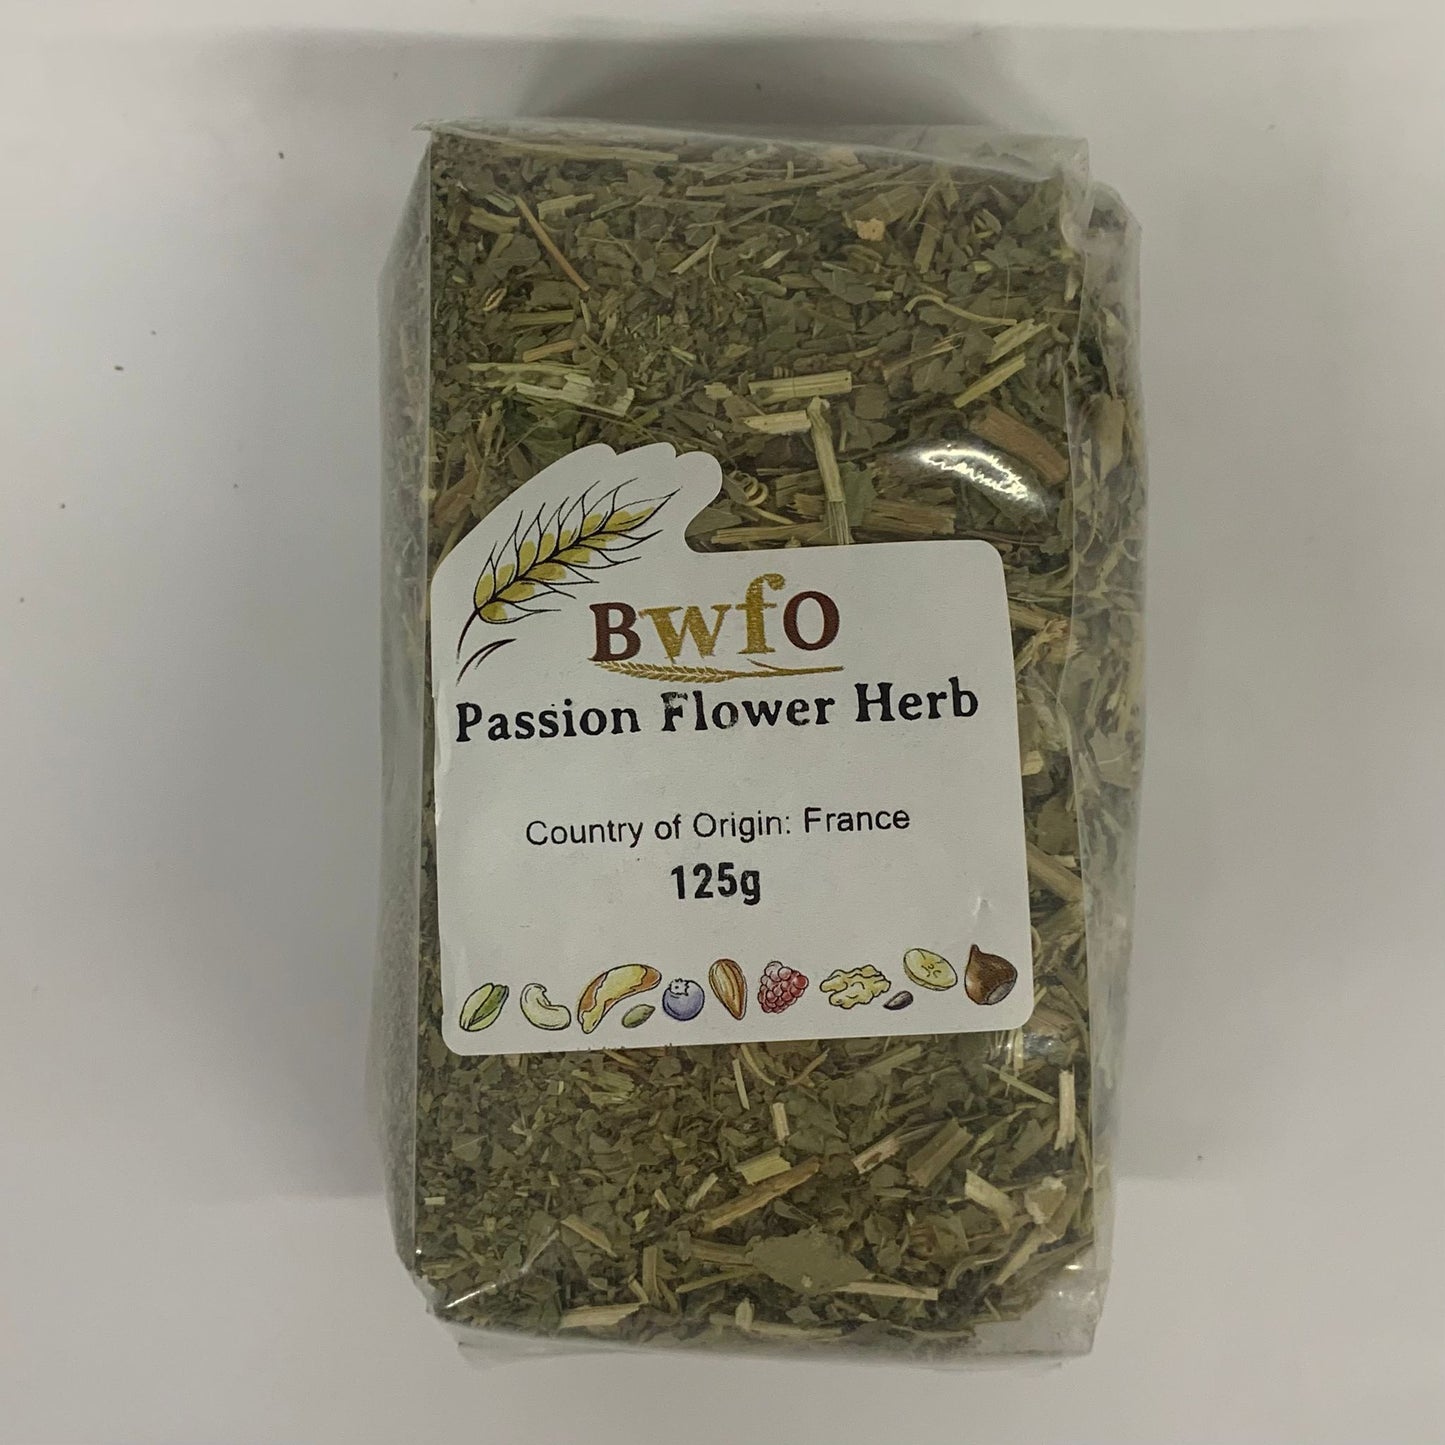 BwfO
Passion Flower Herb
Country of Origin: France
125g